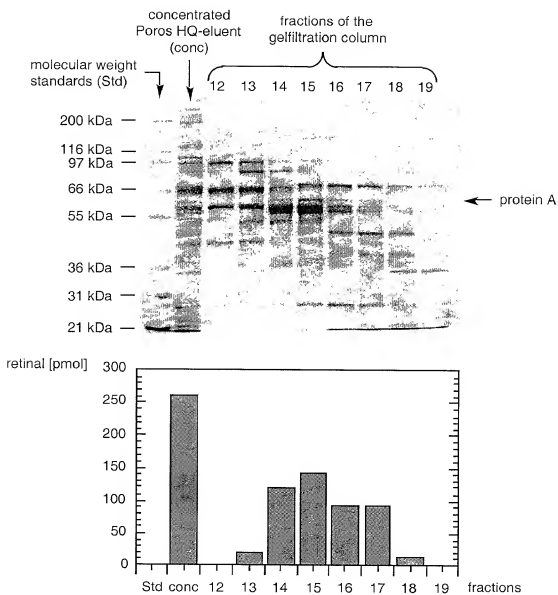 concentrated
Poros HQ-eluent
(conc)
fractions of the
gelfiltration column
molecular weight
standards (Std)
12 13 14 15 16 17 18 19
200 kDa
116 kDa
97 kDa
66 kDa
55 kDa
36 kDa
31 kDa
21 kDa
protein A
retinal [pmol]
300
250
200
150
100
50
0
Std conc 12 13 14 15 16 17 18 19 fractions